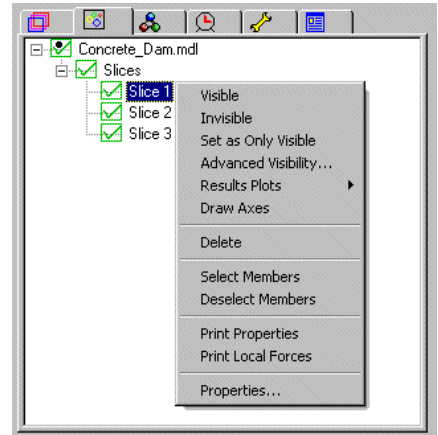 Concrete_Dam.mdl
Slices
Slice 1
Slice 2
Slice 3
Visible
Invisible
Set as Only Visible
Advanced Visibility...
Results Plots
Draw Axes
Delete
Select Members
Deselect Members
Print Properties
Print Local Forces
Properties...